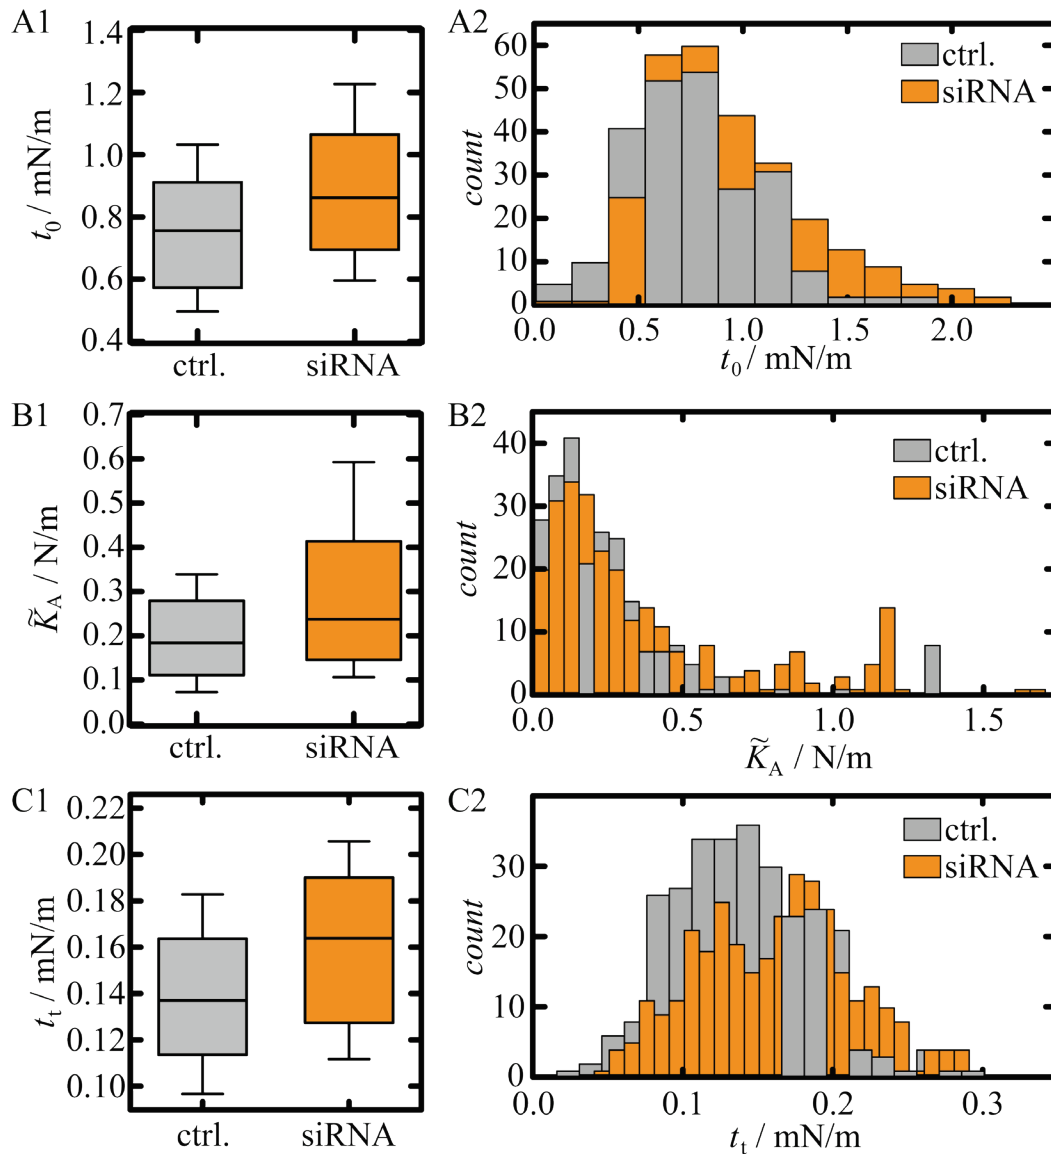 A1
1.4
1.2
1.0
0.8
0.6
0.4
t₀ / mN/m
ctrl.
siRNA
A2
60
50
40
30
20
10
0
count
ctrl.
siRNA
0.0
0.5
1.0
1.5
2.0
t₀ / mN/m
B1
0.7
0.6
0.5
0.4
0.3
0.2
0.1
0.0
K̃_A / N/m
ctrl.
siRNA
B2
40
30
20
10
0
count
ctrl.
siRNA
0.0
0.5
1.0
1.5
K̃_A / N/m
C1
0.22
0.20
0.18
0.16
0.14
0.12
0.10
tₜ / mN/m
ctrl.
siRNA
C2
30
20
10
0
count
ctrl.
siRNA
0.0
0.1
0.2
0.3
tₜ / mN/m